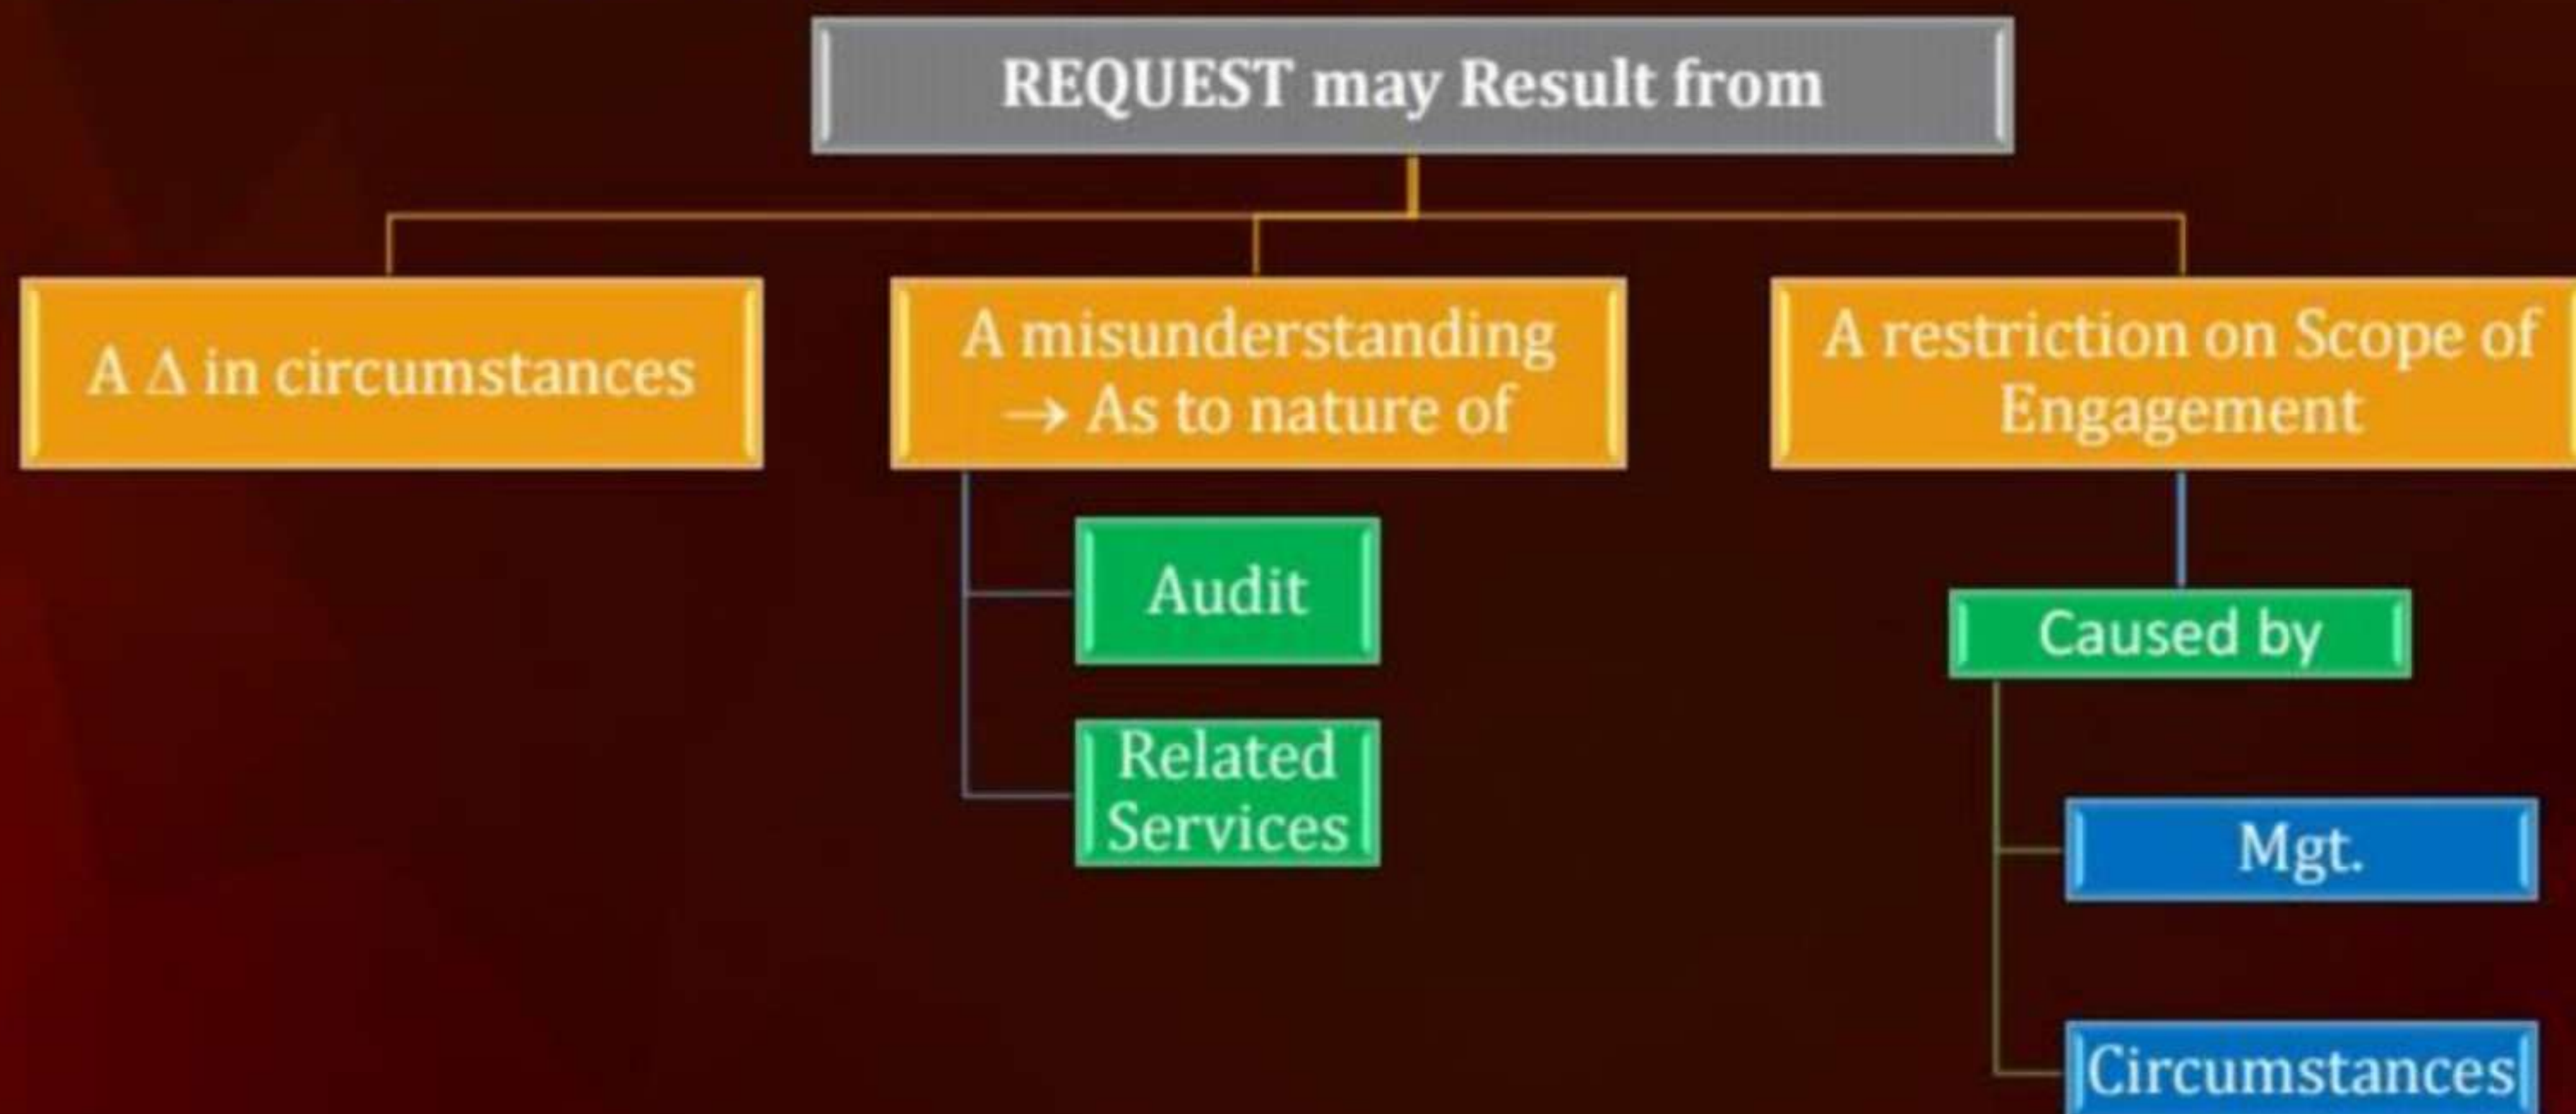 REQUEST may Result from
A Δ in circumstances
A misunderstanding
→ As to nature of
Audit
Related
Services
A restriction on Scope of
Engagement
Caused by
Mgt.
Circumstances